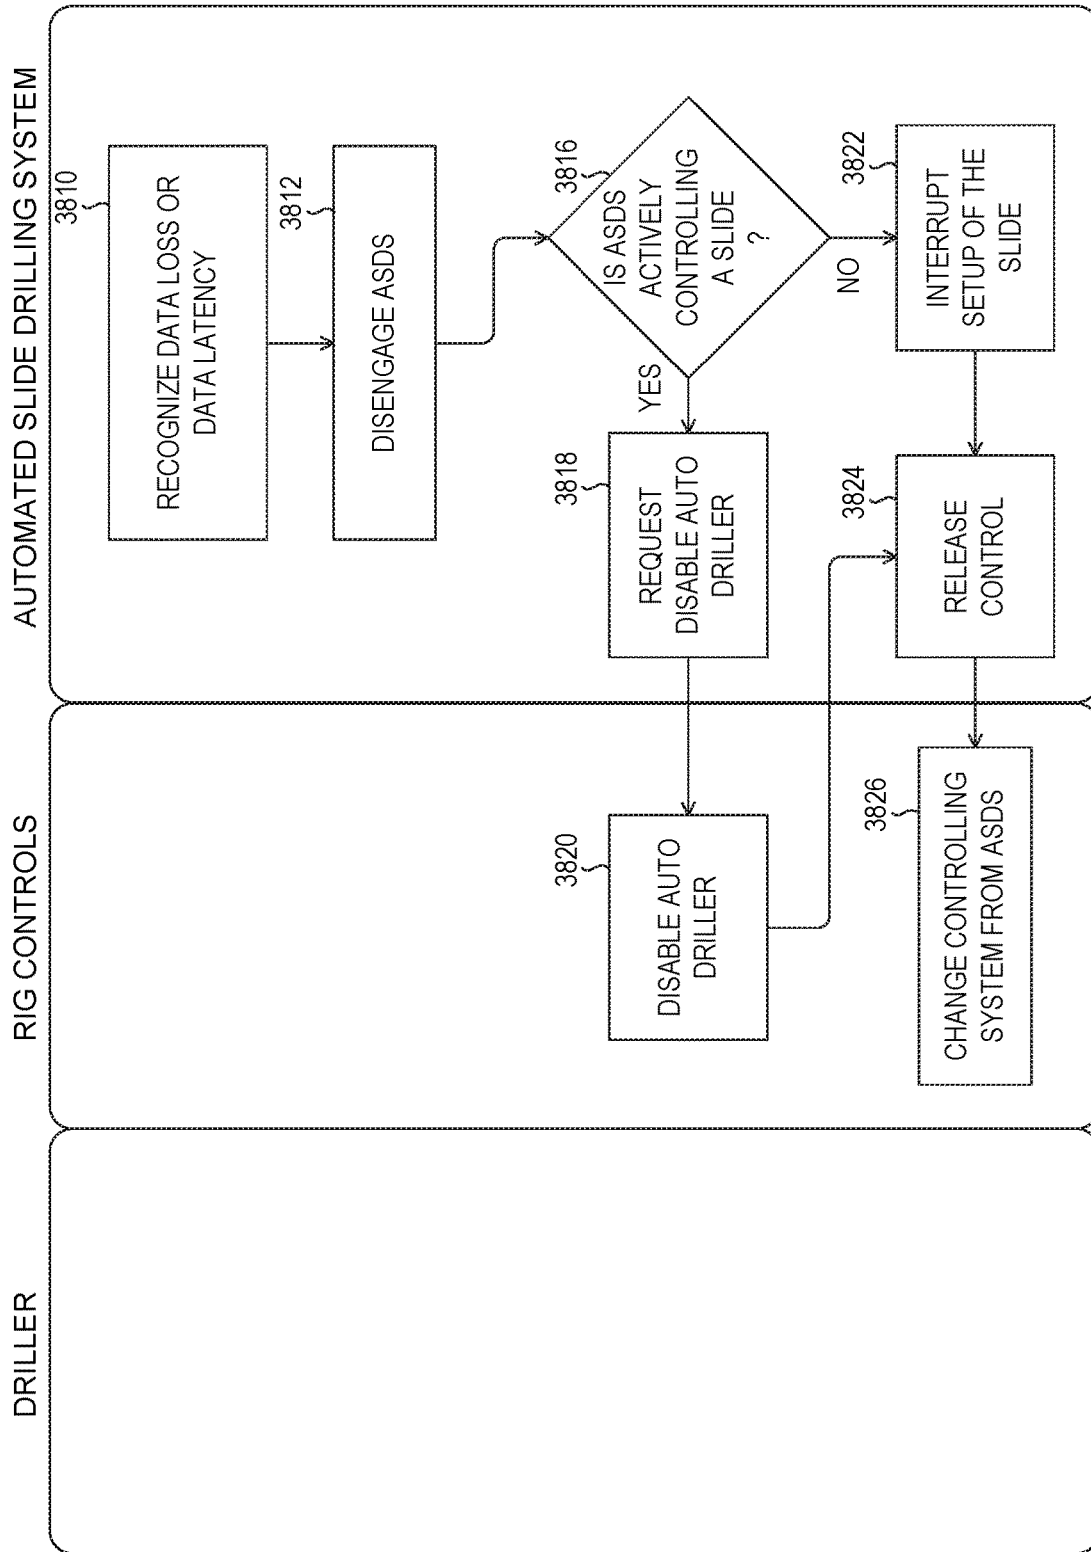 DRILLER
RIG CONTROLS
AUTOMATED SLIDE DRILLING SYSTEM
3810
RECOGNIZE DATA LOSS OR
DATA LATENCY
3812
DISENGAGE ASDS
3816
IS ASDS
ACTIVELY
CONTROLLING
A SLIDE
?
YES
NO
3818
REQUEST
DISABLE AUTO
DRILLER
3820
DISABLE AUTO
DRILLER
3822
INTERRUPT
SETUP OF THE
SLIDE
3824
RELEASE
CONTROL
3826
CHANGE CONTROLLING
SYSTEM FROM ASDS